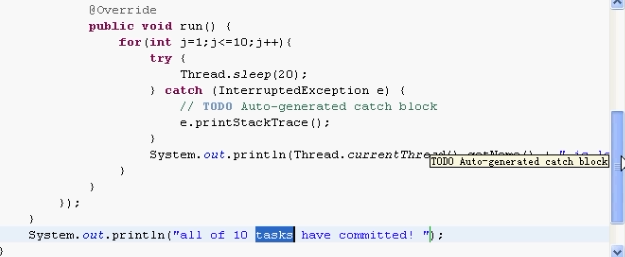 @Override
public void run() {
for(int j=1;j<=10;j++){
try {
Thread.sleep(20);
} catch (InterruptedException e) {
// TODO Auto-generated catch block
e.printStackTrace();
}
System.out.println(Thread.currentThread()
TODO Auto-generated catch block
}
}
});
}
System.out.println("all of 10 tasks have committed! ");
}